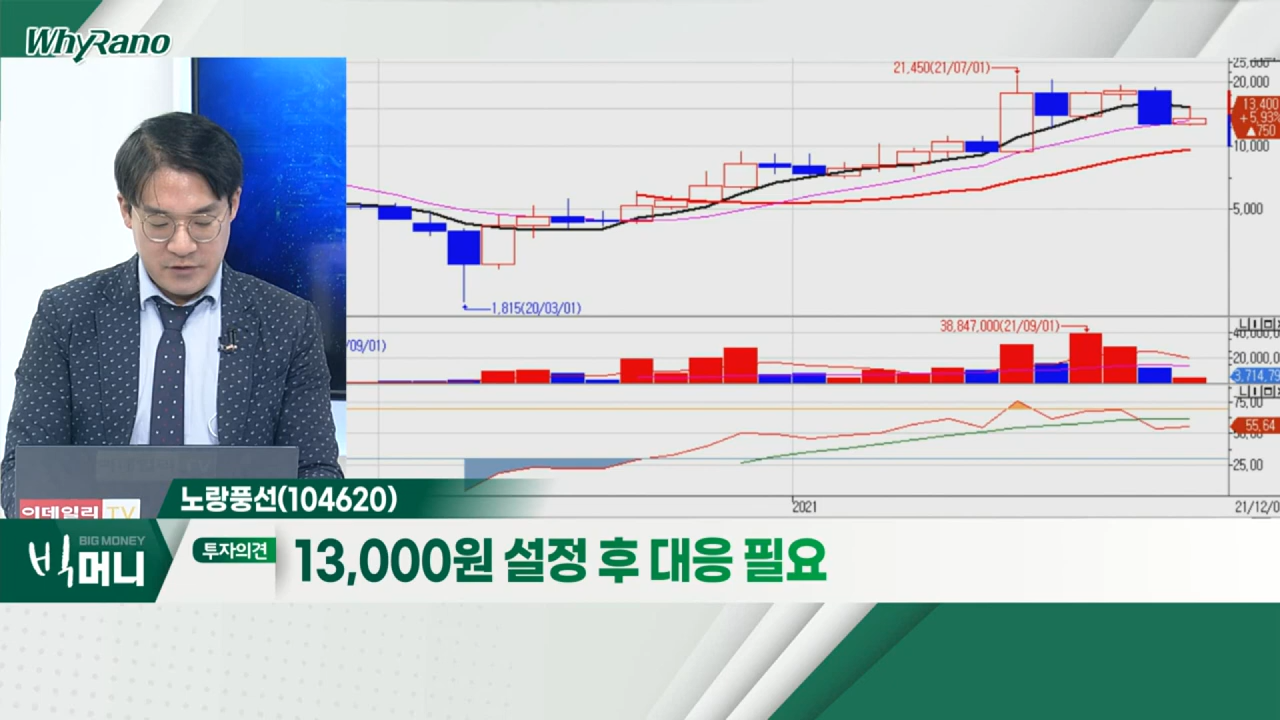 WhyRano
21,450(21/07/01)
25,000
20,000
13,400
+5,93%
▲750
10,000
5,000
1,815(20/03/01)
/09/01)
38,847,000(21/09/01)
20,000,0
3,714,79
75,00
55,64
25,00
2021
21/12/0
이데일리 TV
노랑풍선(104620)
BIG MONEY
빅머니
투자의견
13,000원 설정 후 대응 필요